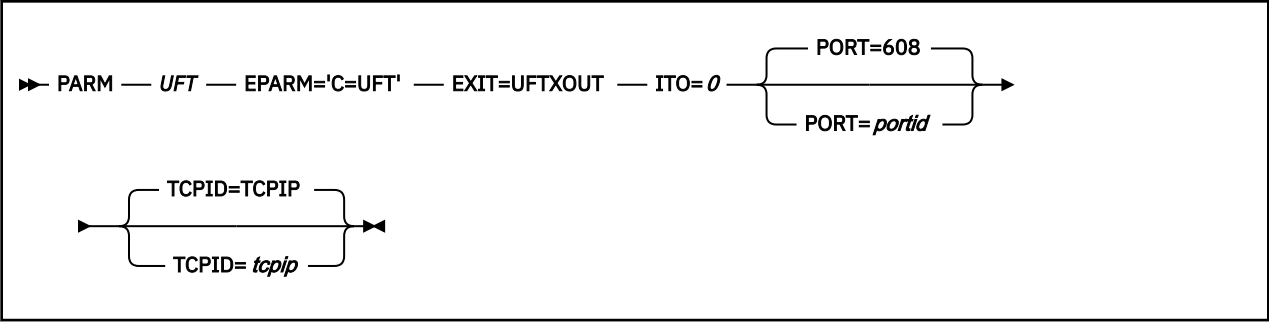 PORT=608
PARM UFT EPARM='C=UFT' EXIT=UFTXOUT ITO=0
PORT=portid
TCPID=TCPIP
TCPID=tcpip